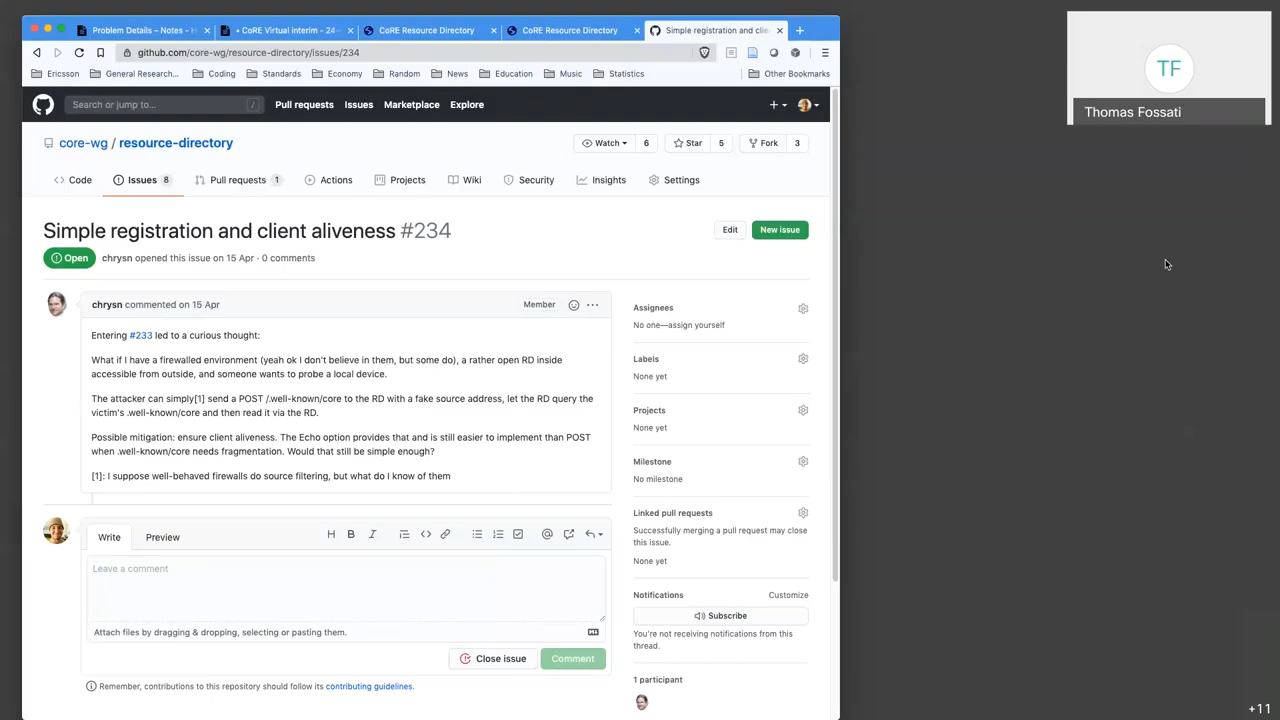 Problem Details – Notes – H
• CoRE Virtual interim – 24-
CoRE Resource Directory
CoRE Resource Directory
Simple registration and clie
github.com/core-wg/resource-directory/issues/234
Ericsson
General Research...
Coding
Standards
Economy
Random
News
Education
Music
Statistics
Other Bookmarks
Search or jump to... /
Pull requests
Issues
Marketplace
Explore
core-wg / resource-directory
Watch 6
Star 5
Fork 3
Code
Issues 8
Pull requests 1
Actions
Projects
Wiki
Security
Insights
Settings
Simple registration and client aliveness #234
Edit
New issue
Open
chrysn opened this issue on 15 Apr · 0 comments
chrysn commented on 15 Apr
Member
Entering #233 led to a curious thought:
What if I have a firewalled environment (yeah ok I don't believe in them, but some do), a rather open RD inside
accessible from outside, and someone wants to probe a local device.
The attacker can simply[1] send a POST /.well-known/core to the RD with a fake source address, let the RD query the
victim's .well-known/core and then read it via the RD.
Possible mitigation: ensure client aliveness. The Echo option provides that and is still easier to implement than POST
when .well-known/core needs fragmentation. Would that still be simple enough?
[1]: I suppose well-behaved firewalls do source filtering, but what do I know of them
Write
Preview
Leave a comment
Attach files by dragging & dropping, selecting or pasting them.
Close issue
Comment
Remember, contributions to this repository should follow its contributing guidelines.
Assignees
No one—assign yourself
Labels
None yet
Projects
None yet
Milestone
No milestone
Linked pull requests
Successfully merging a pull request may close
this issue.
None yet
Notifications
Customize
Subscribe
You're not receiving notifications from this
thread.
1 participant
TF
Thomas Fossati
+11